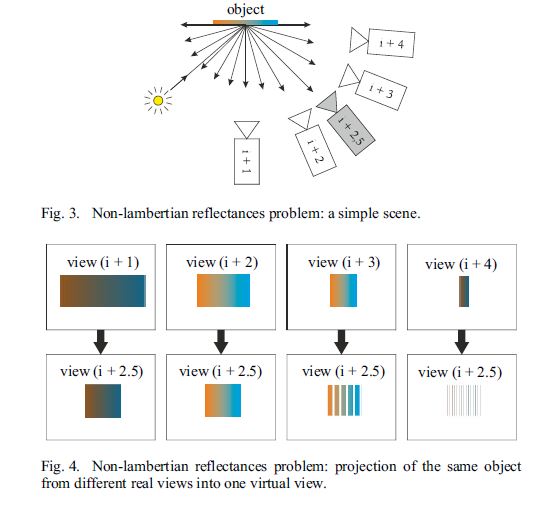 object
i + 4
i + 3
i + 2,5
i + 2
i + 1
Fig. 3. Non-lambertian reflectances problem: a simple scene.
view (i + 1) view (i + 2) view (i + 3) view (i + 4)
view (i + 2.5) view (i + 2.5) view (i + 2.5) view (i + 2.5)
Fig. 4. Non-lambertian reflectances problem: projection of the same object
from different real views into one virtual view.